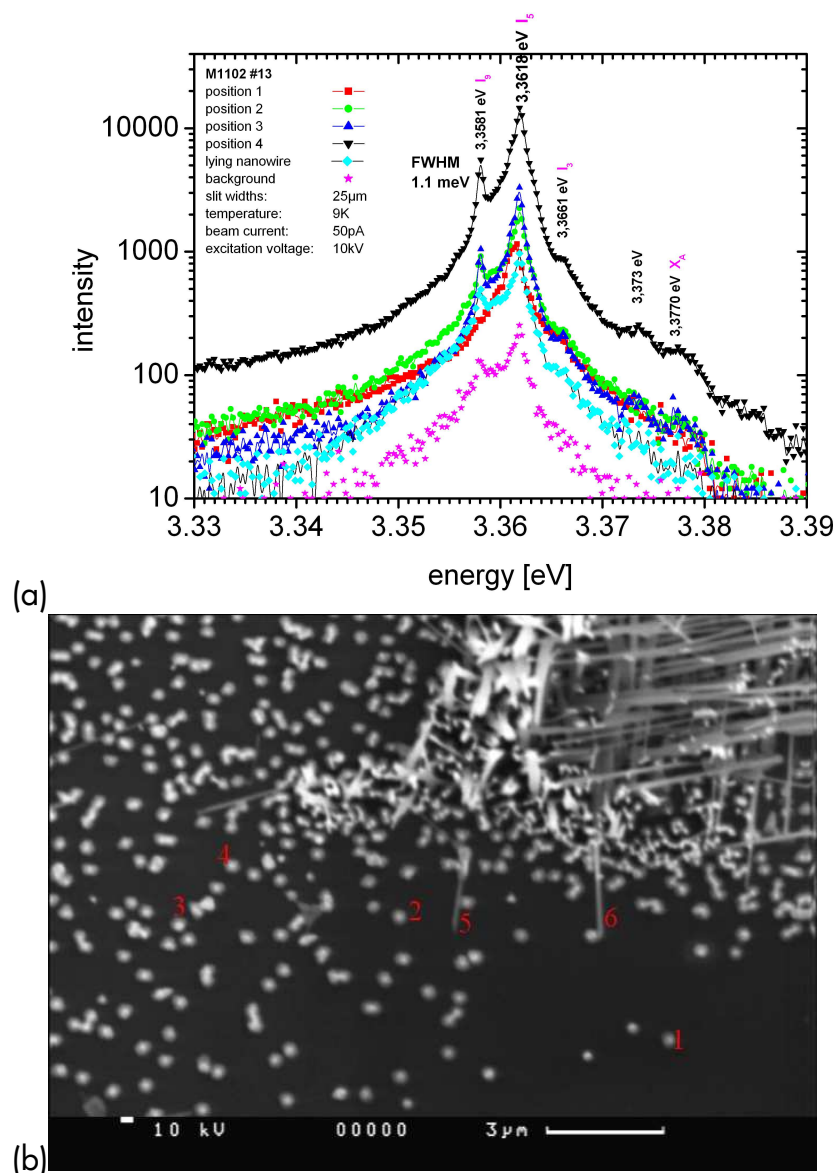 3,3581 eV I9
3,3618 eV I5
3,3661 eV I3
3,373 eV
3,3770 eV XA
M1102 #13
position 1
position 2
position 3
position 4
lying nanowire
background
slit widths: 25µm
temperature: 9K
beam current: 50pA
excitation voltage: 10kV
FWHM
1.1 meV
intensity
10000
1000
100
10
3.33 3.34 3.35 3.36 3.37 3.38 3.39
energy [eV]
(a)
4
3
2
5
6
1
10 kV 00000 3µm
(b)